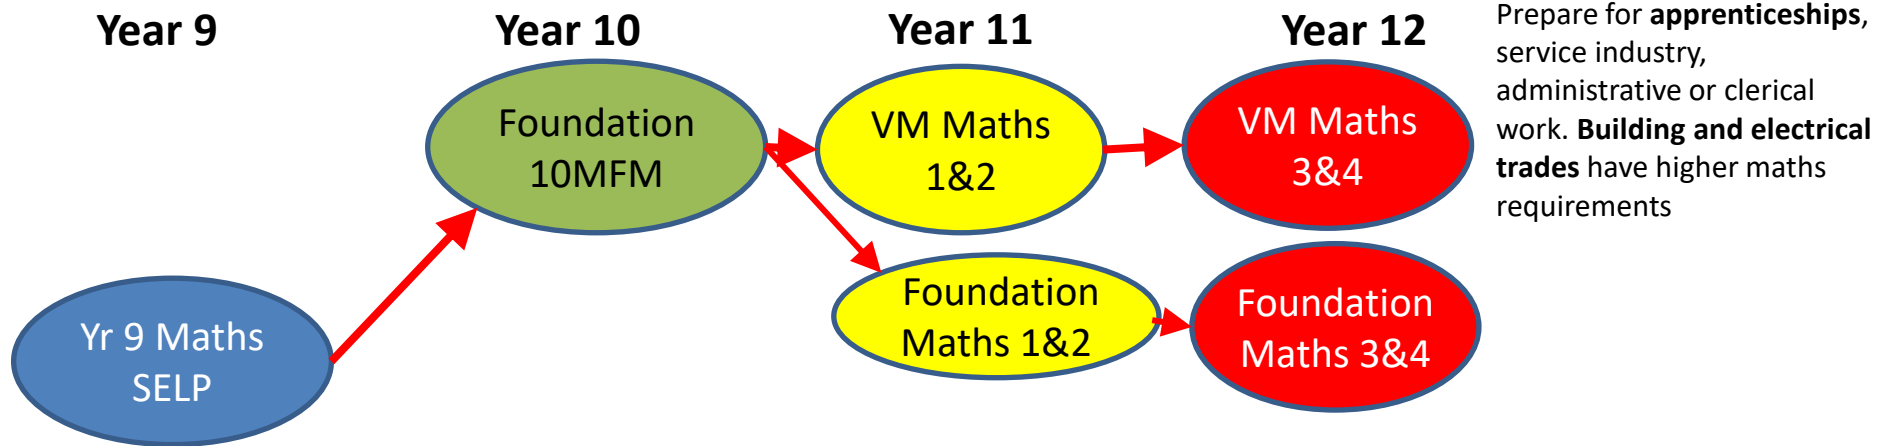 Year 9
Year 10
Year 11
Year 12
Prepare for apprenticeships,
service industry,
administrative or clerical
work. Building and electrical
trades have higher maths
requirements
Foundation
10MFM
VM Maths
1&2
VM Maths
3&4
Foundation
Maths 1&2
Foundation
Maths 3&4
Yr 9 Maths
SELP